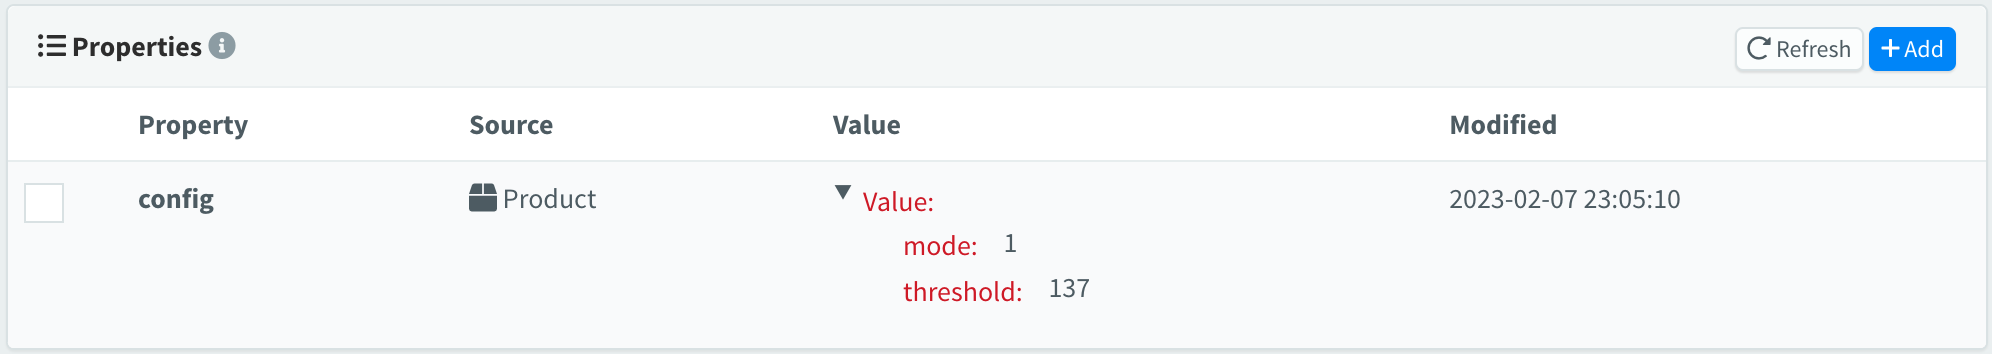 Properties
Refresh
Add
Property Source Value Modified
config Product Value: 2023-02-07 23:05:10
mode: 1
threshold: 137